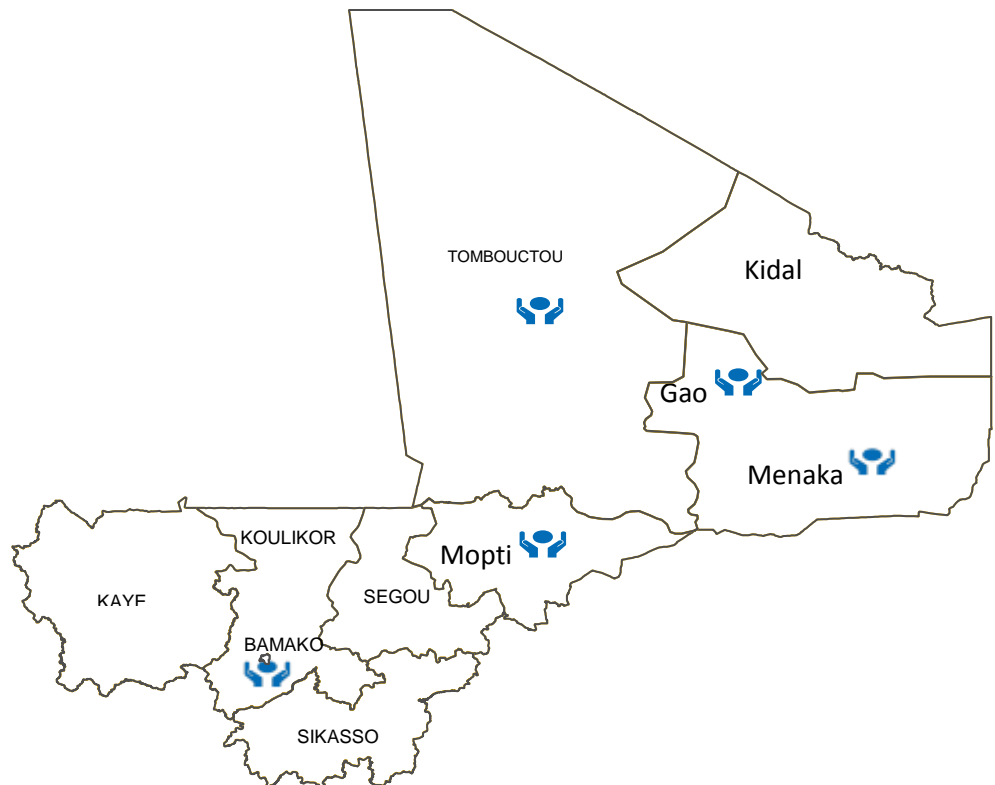 TOMBOUCTOU
Kidal
Gao
Menaka
KOULIKOR
Mopti
SEGOU
KAYE
BAMAKO
SIKASSO